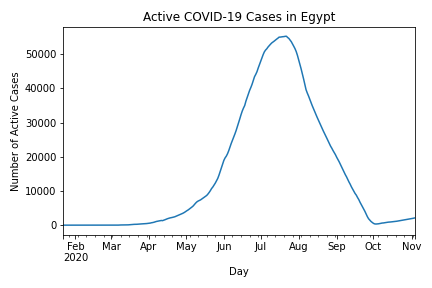 Active COVID-19 Cases in Egypt
Number of Active Cases
50000
40000
30000
20000
10000
0
Feb Mar Apr May Jun Jul Aug Sep Oct Nov
2020
Day